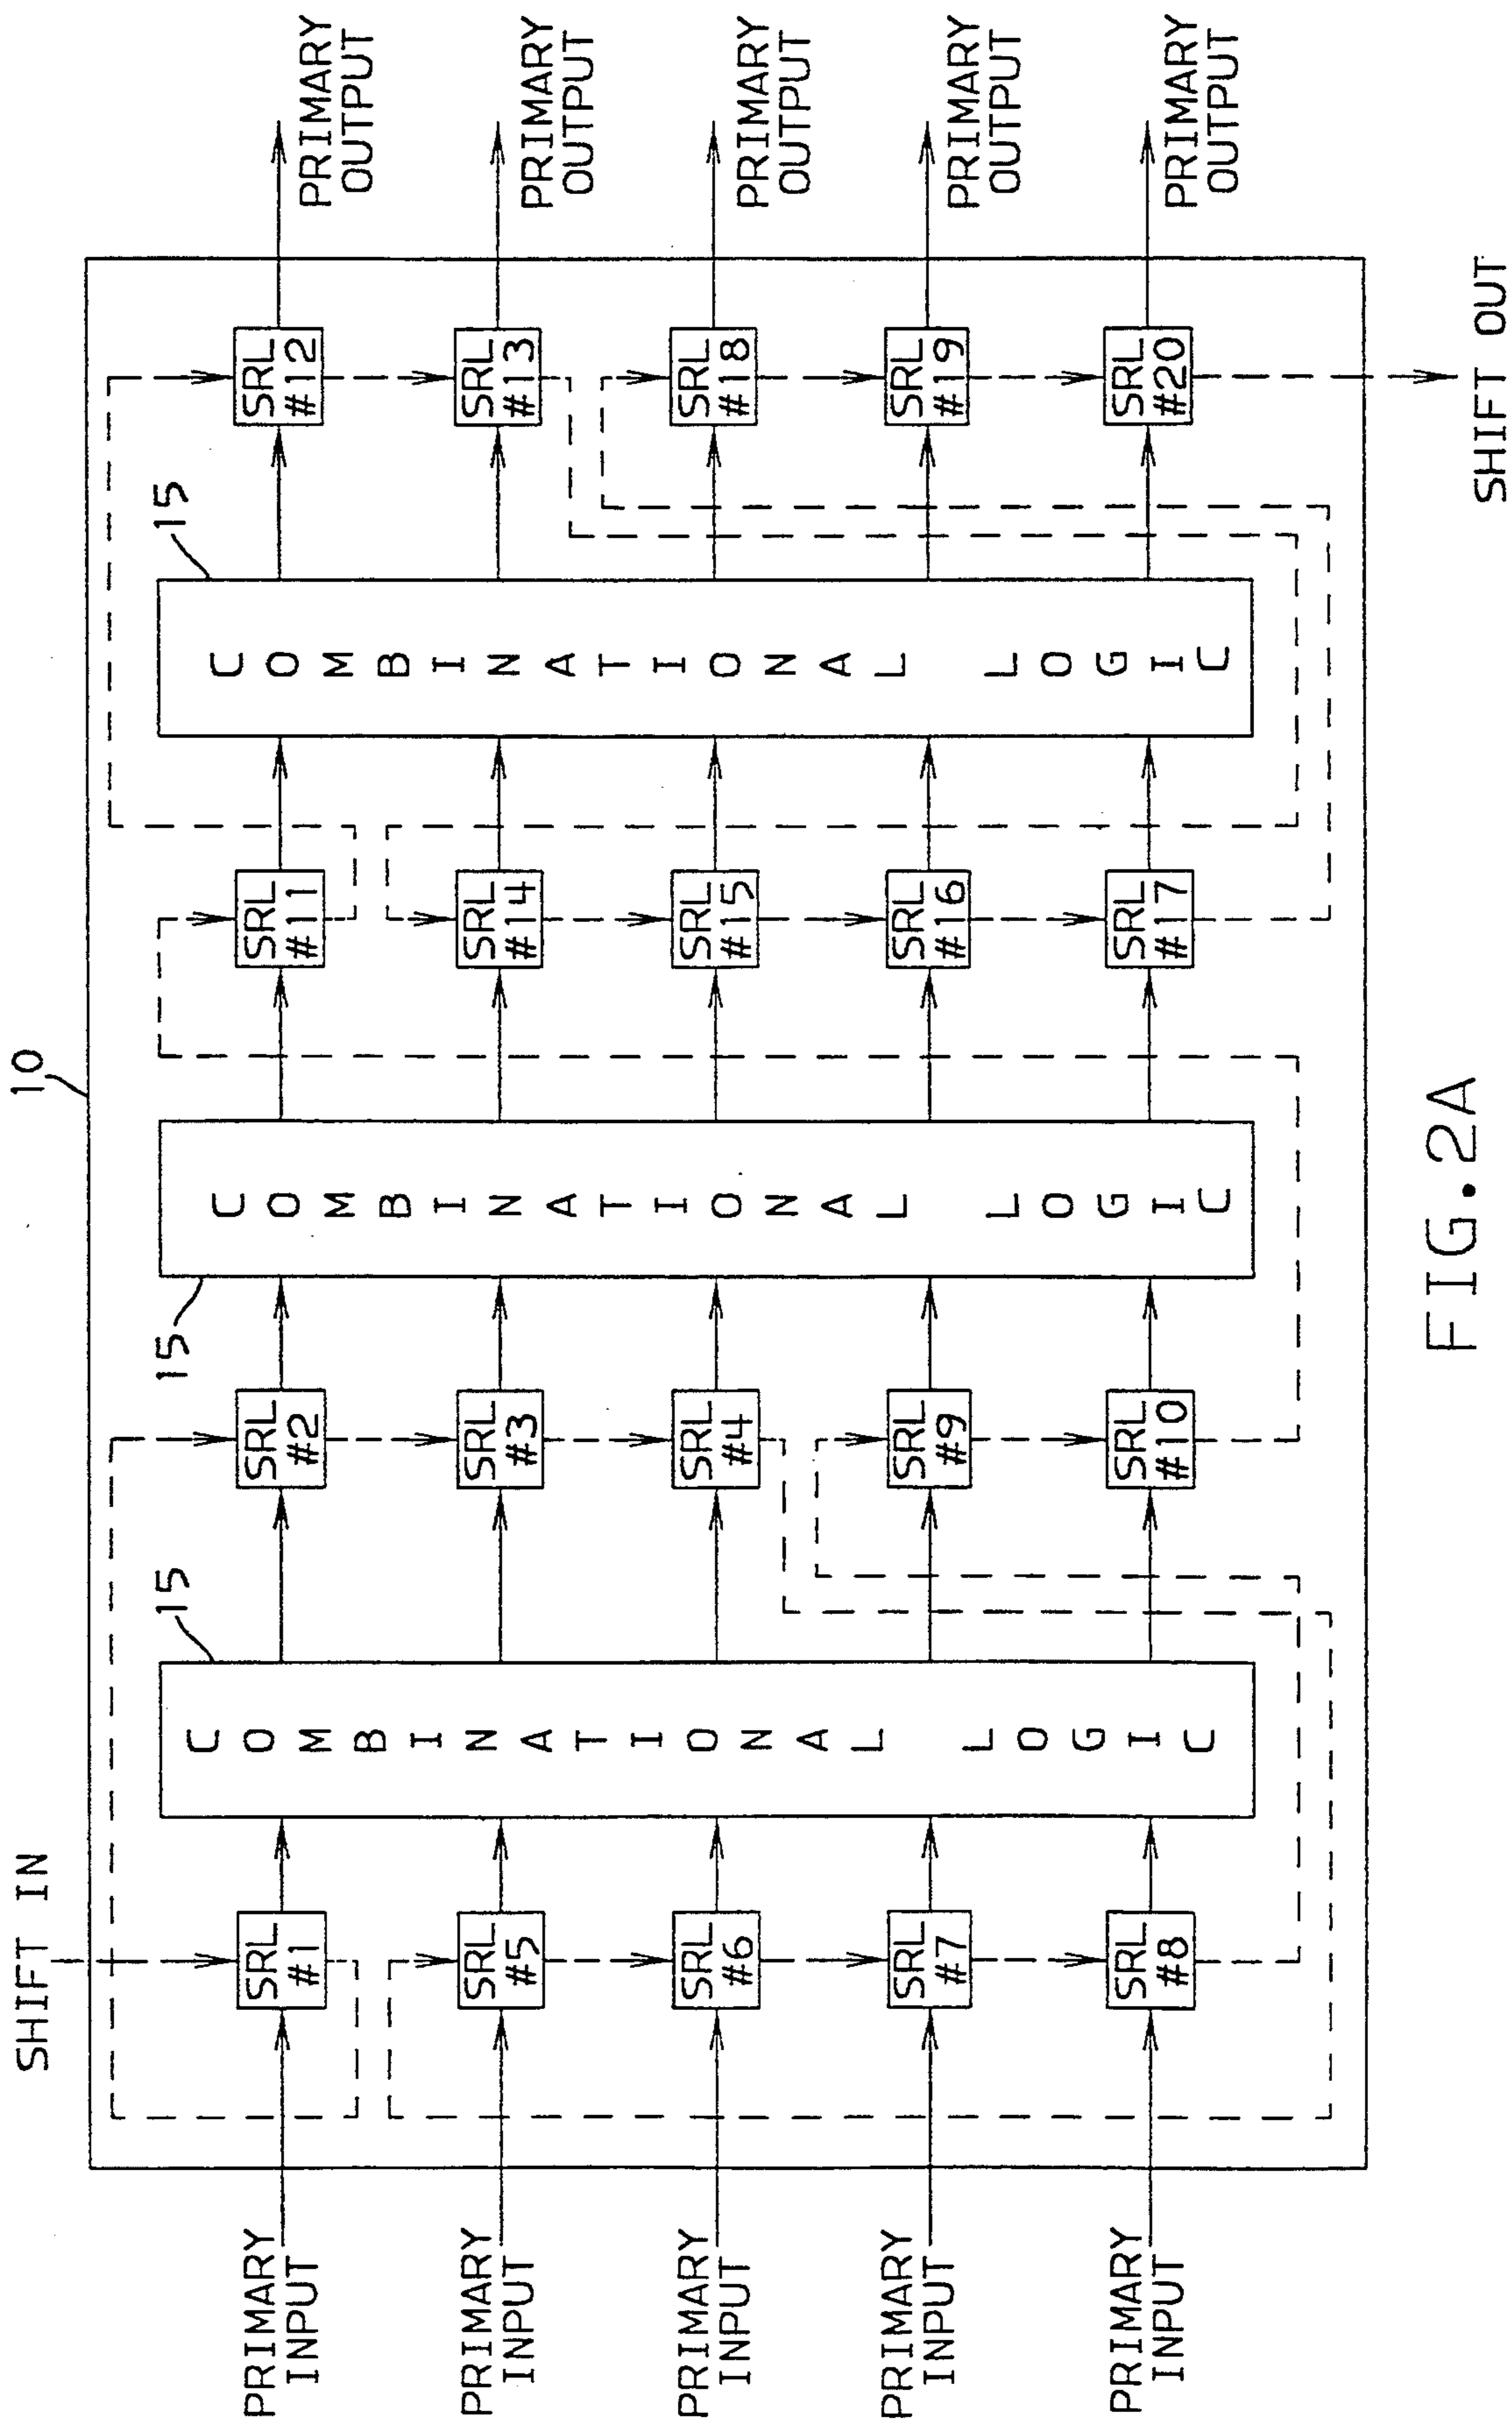 10
SHIFT IN
PRIMARY
INPUT
PRIMARY
INPUT
PRIMARY
INPUT
PRIMARY
INPUT
PRIMARY
INPUT
SRL
#1
SRL
#5
SRL
#6
SRL
#7
SRL
#8
15
COMBINATIONAL LOGIC
SRL
#2
SRL
#3
SRL
#4
SRL
#9
SRL
#10
15
COMBINATIONAL LOGIC
SRL
#11
SRL
#14
SRL
#15
SRL
#16
SRL
#17
15
COMBINATIONAL LOGIC
SRL
#12
SRL
#13
SRL
#18
SRL
#19
SRL
#20
PRIMARY
OUTPUT
PRIMARY
OUTPUT
PRIMARY
OUTPUT
PRIMARY
OUTPUT
PRIMARY
OUTPUT
SHIFT OUT
FIG.2A